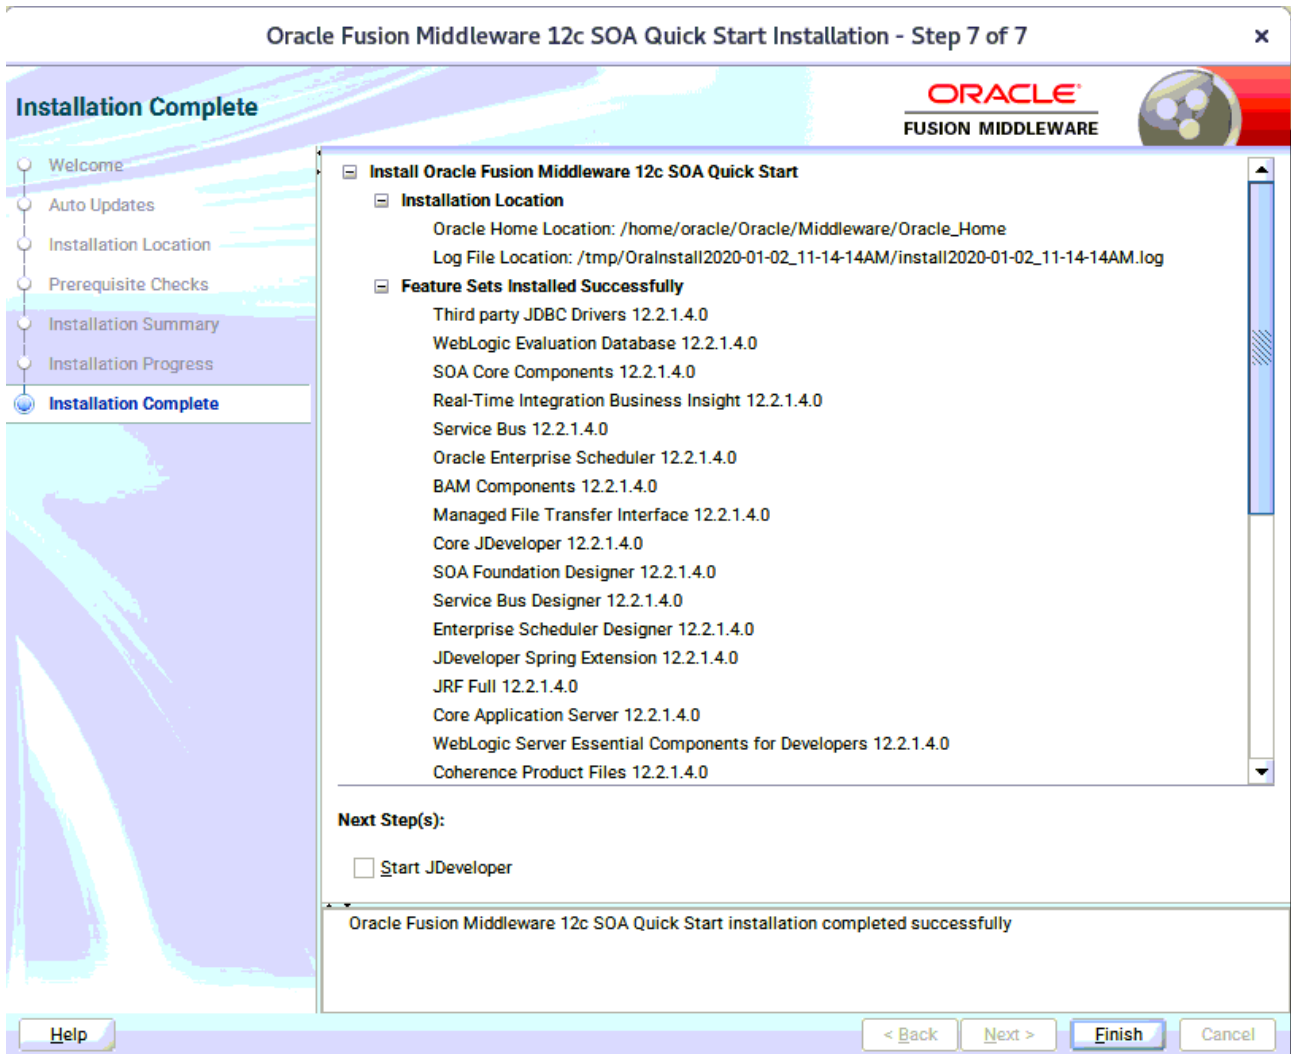 Oracle Fusion Middleware 12c SOA Quick Start Installation - Step 7 of 7
Installation Complete
ORACLE
FUSION MIDDLEWARE
Welcome
Auto Updates
Installation Location
Prerequisite Checks
Installation Summary
Installation Progress
Installation Complete
Install Oracle Fusion Middleware 12c SOA Quick Start
Installation Location
Oracle Home Location: /home/oracle/Oracle/Middleware/Oracle_Home
Log File Location: /tmp/OraInstall2020-01-02_11-14-14AM/install2020-01-02_11-14-14AM.log
Feature Sets Installed Successfully
Third party JDBC Drivers 12.2.1.4.0
WebLogic Evaluation Database 12.2.1.4.0
SOA Core Components 12.2.1.4.0
Real-Time Integration Business Insight 12.2.1.4.0
Service Bus 12.2.1.4.0
Oracle Enterprise Scheduler 12.2.1.4.0
BAM Components 12.2.1.4.0
Managed File Transfer Interface 12.2.1.4.0
Core JDeveloper 12.2.1.4.0
SOA Foundation Designer 12.2.1.4.0
Service Bus Designer 12.2.1.4.0
Enterprise Scheduler Designer 12.2.1.4.0
JDeveloper Spring Extension 12.2.1.4.0
JRF Full 12.2.1.4.0
Core Application Server 12.2.1.4.0
WebLogic Server Essential Components for Developers 12.2.1.4.0
Coherence Product Files 12.2.1.4.0
Next Step(s):
Start JDeveloper
Oracle Fusion Middleware 12c SOA Quick Start installation completed successfully
Help
< Back
Next >
Finish
Cancel